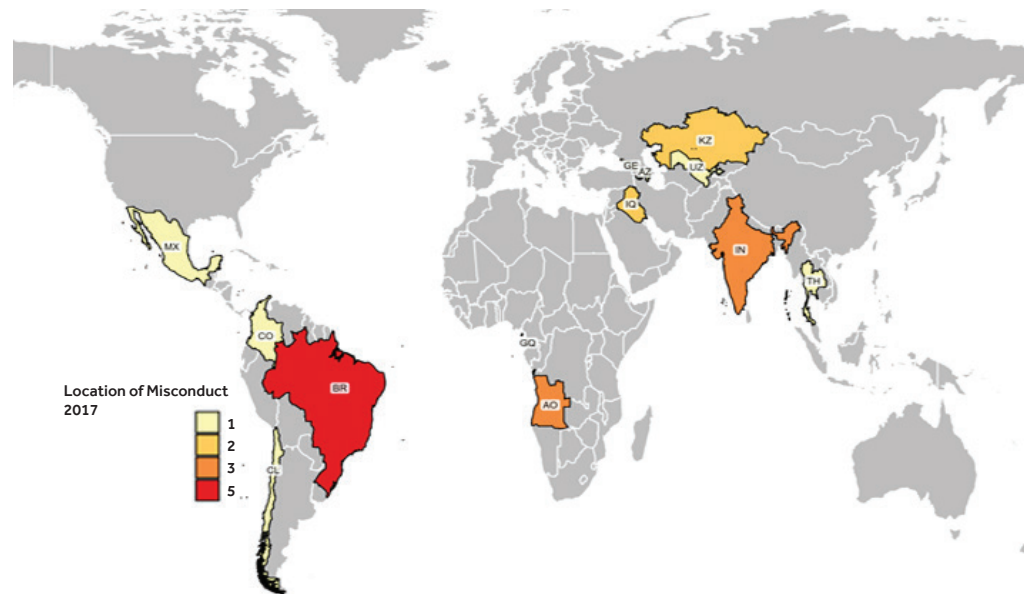 KZ
GE
AZ
UZ
IQ
MX
IN
TH
CO
GQ
BR
AO
CL
Location of Misconduct
2017
1
2
3
5